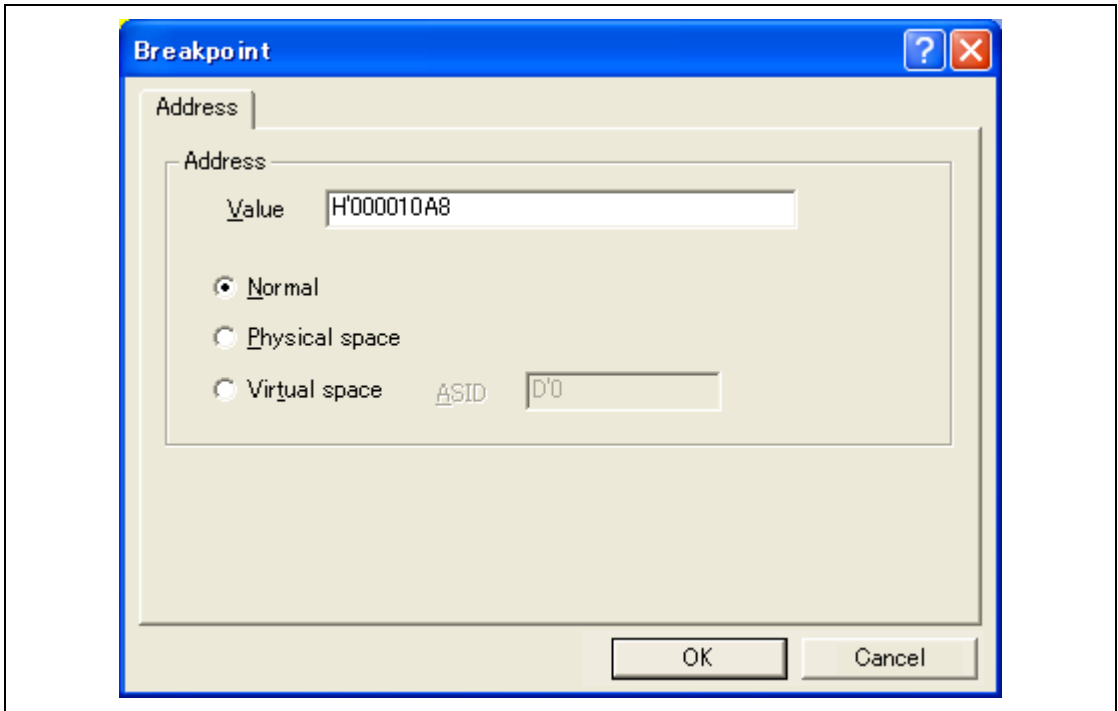 Breakpoint
Address
Address
Value H'000010A8
Normal
Physical space
Virtual space ASID D'0
OK Cancel